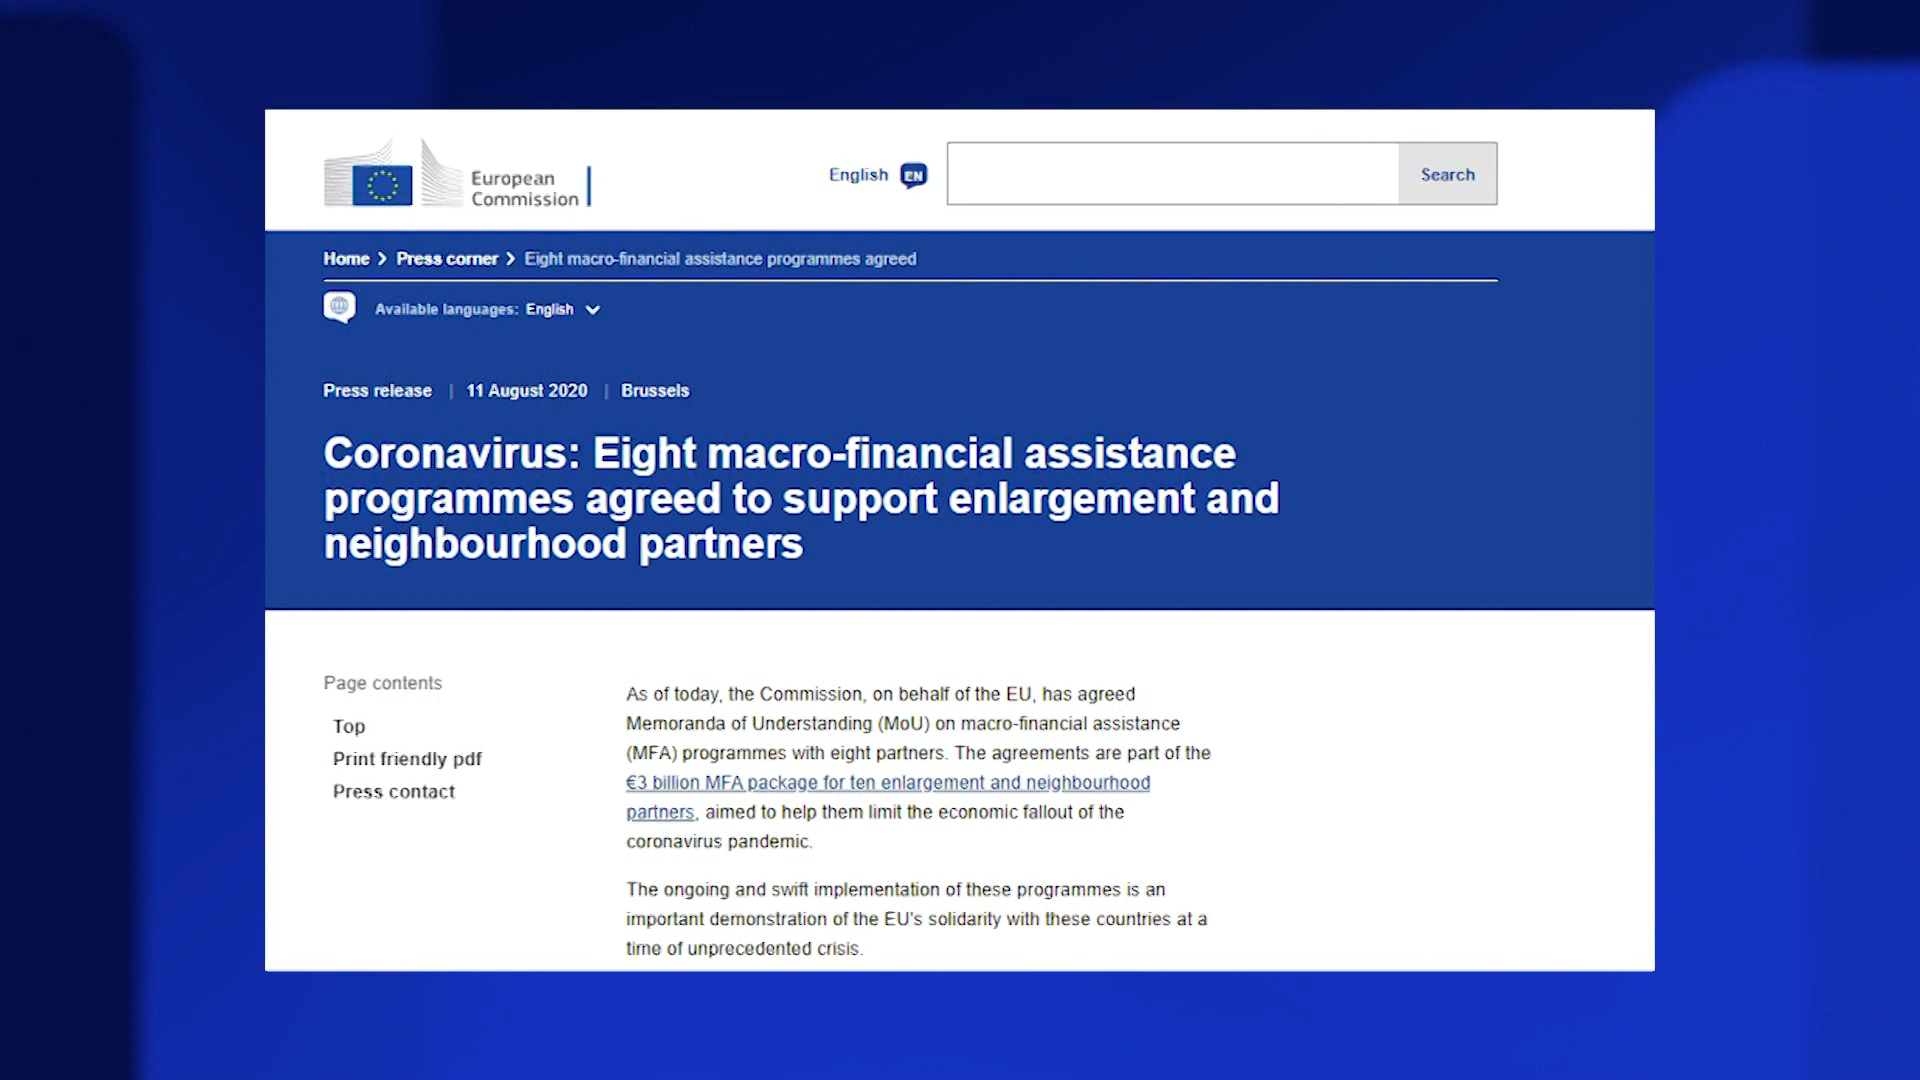 European
Commission
English EN
Search
Home > Press corner > Eight macro-financial assistance programmes agreed
Available languages: English
Press release | 11 August 2020 | Brussels
Coronavirus: Eight macro-financial assistance
programmes agreed to support enlargement and
neighbourhood partners
Page contents
Top
Print friendly pdf
Press contact
As of today, the Commission, on behalf of the EU, has agreed
Memoranda of Understanding (MoU) on macro-financial assistance
(MFA) programmes with eight partners. The agreements are part of the
€3 billion MFA package for ten enlargement and neighbourhood
partners, aimed to help them limit the economic fallout of the
coronavirus pandemic.
The ongoing and swift implementation of these programmes is an
important demonstration of the EU's solidarity with these countries at a
time of unprecedented crisis.